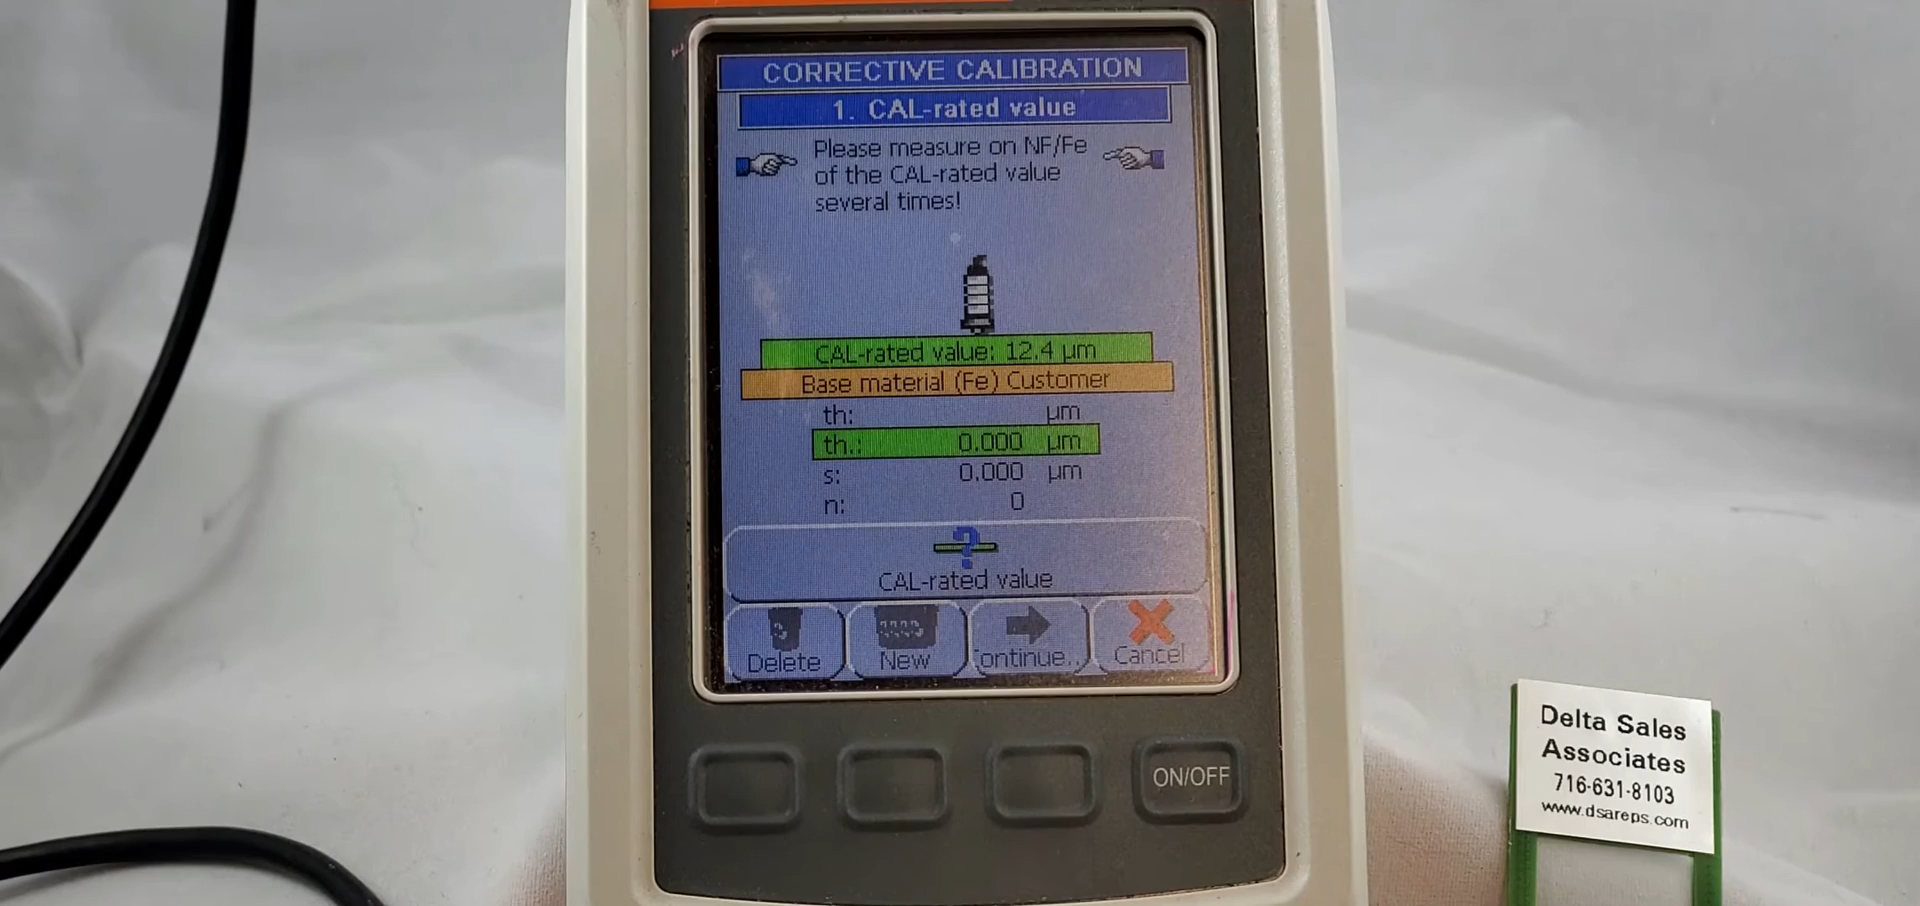 CORRECTIVE CALIBRATION
1. CAL-rated value
Please measure on NF/Fe
of the CAL-rated value
several times!
CAL-rated value: 12.4 µm
Base material (Fe) Customer
th: µm
th.: 0.000 µm
s: 0.000 µm
n: 0
?
CAL-rated value
Delete New ontinue.. Cancel
ON/OFF
Delta Sales
Associates
716-631-8103
www.dsareps.com